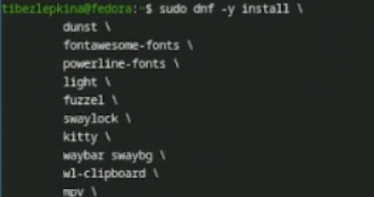 tibezlepkina@fedora:~$ sudo dnf -y install \
dunst \
fontawesome-fonts \
powerline-fonts \
light \
fuzzel \
swaylock \
kitty \
waybar swaybg \
wl-clipboard \
mpv \